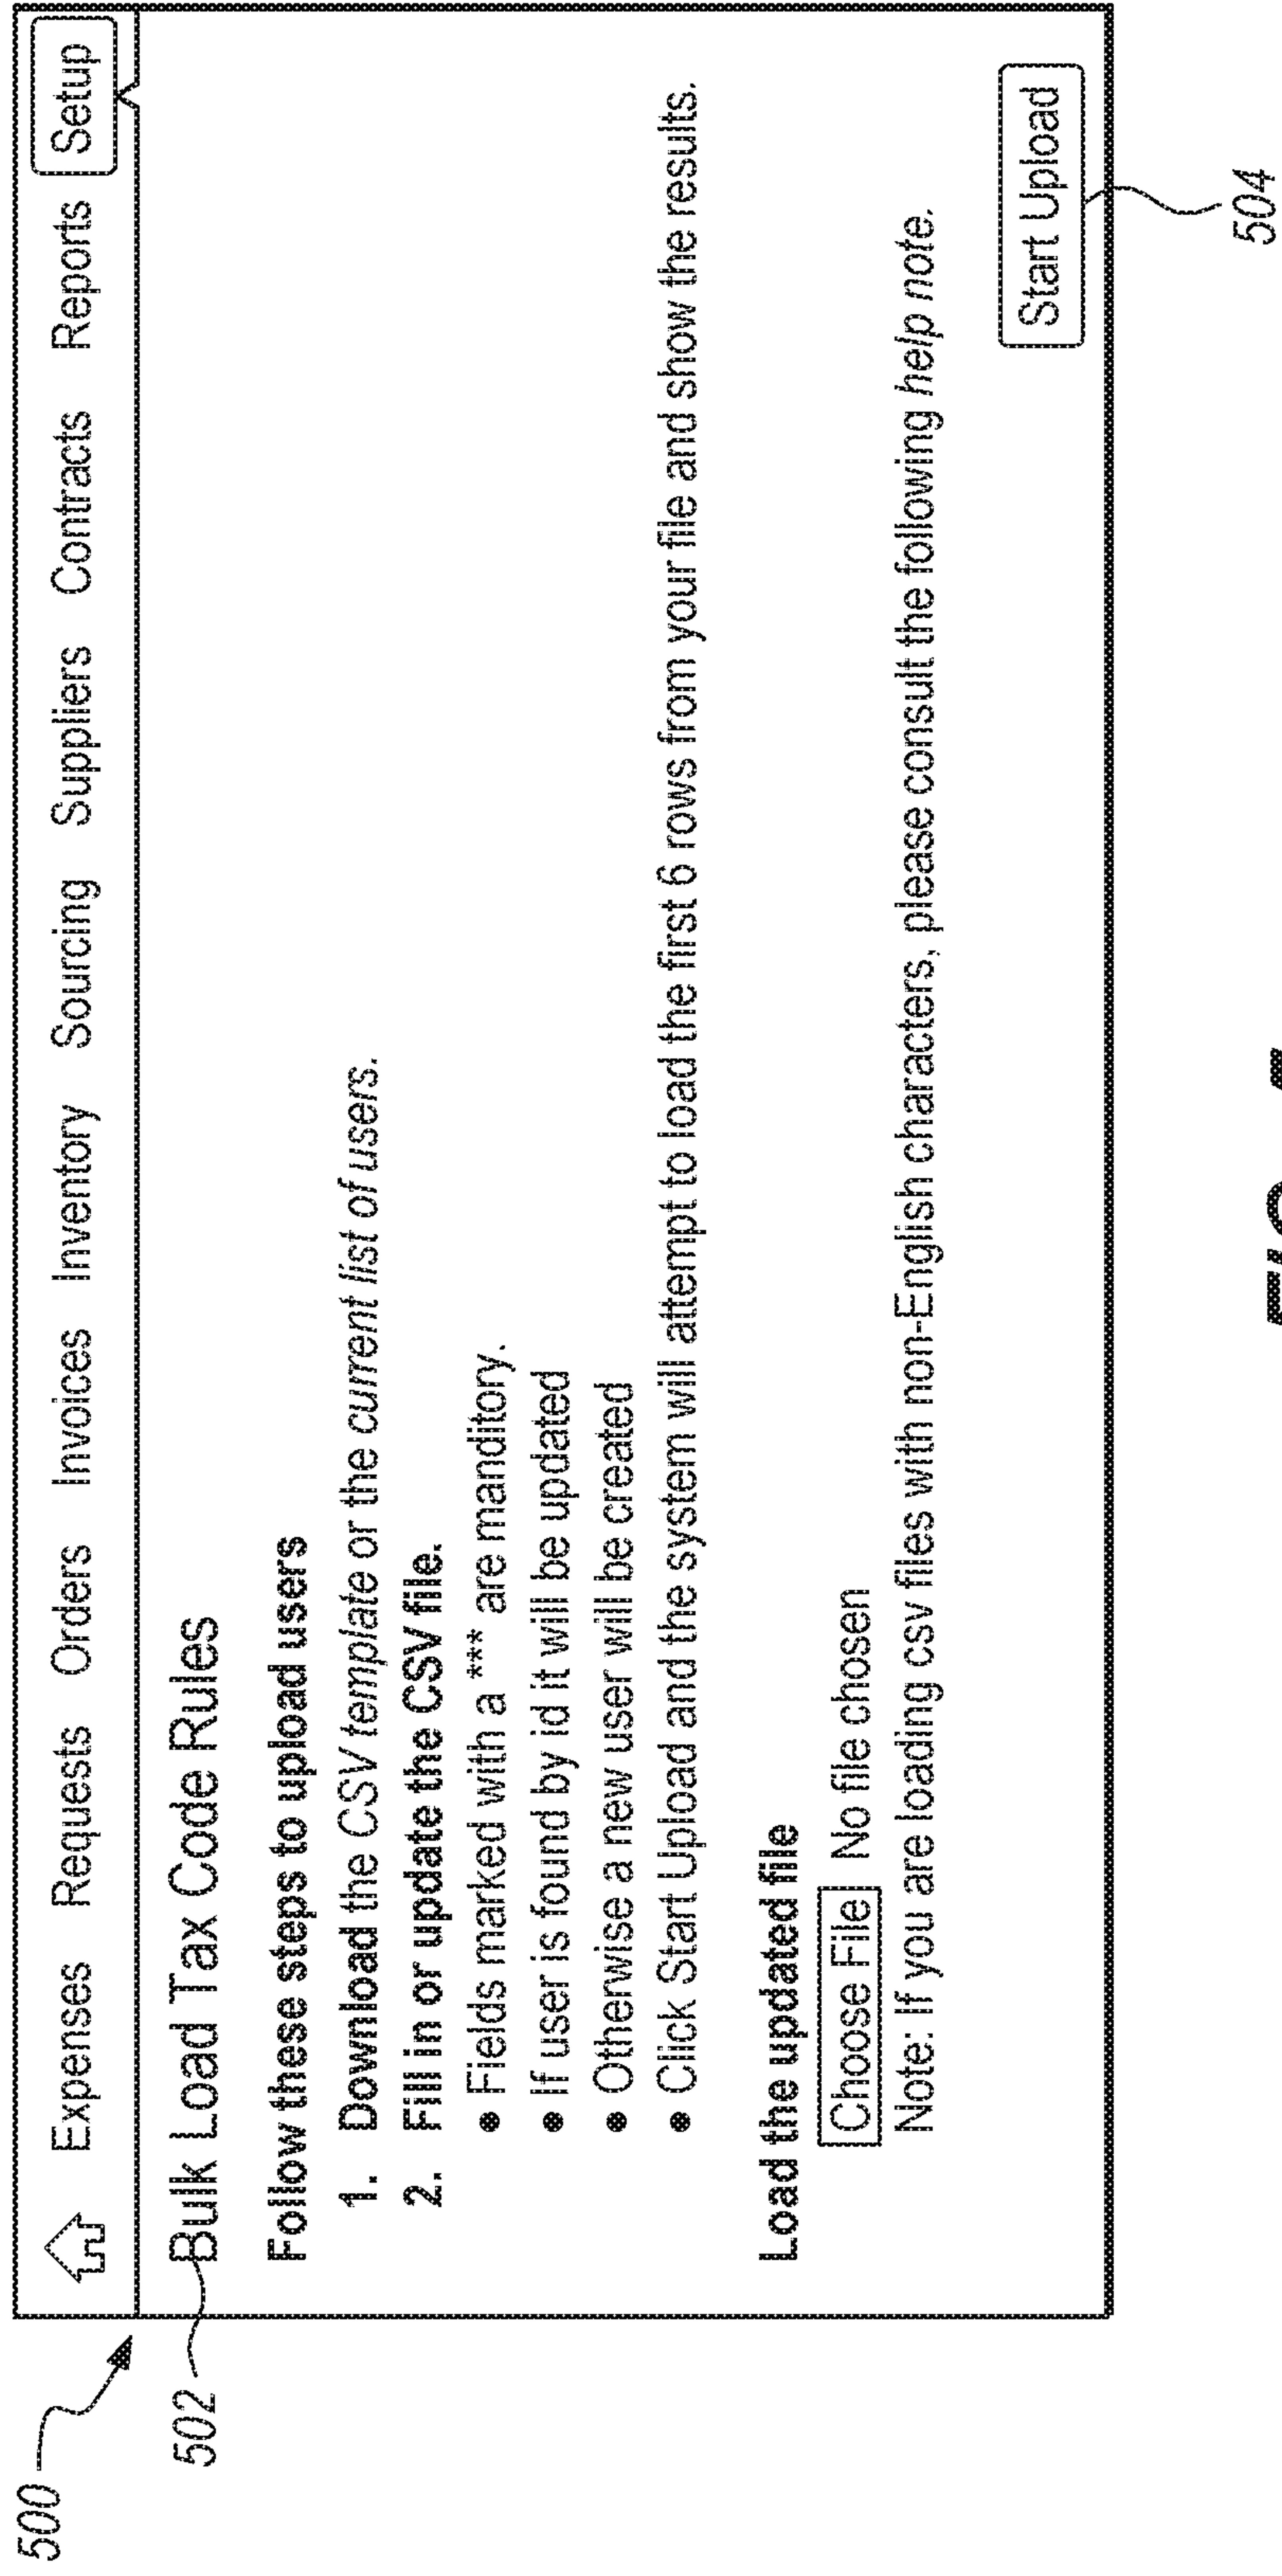 500
Expenses Requests Orders Invoices Inventory Sourcing Suppliers Contracts Reports Setup
502
Bulk Load Tax Code Rules
Follow these steps to upload users
1. Download the CSV template or the current list of users.
2. Fill in or update the CSV file.
• Fields marked with a *** are manditory.
• If user is found by id it will be updated
• Otherwise a new user will be created
• Click Start Upload and the system will attempt to load the first 6 rows from your file and show the results.
Load the updated file
Choose File No file chosen
Note: If you are loading csv files with non-English characters, please consult the following help note.
Start Upload
504